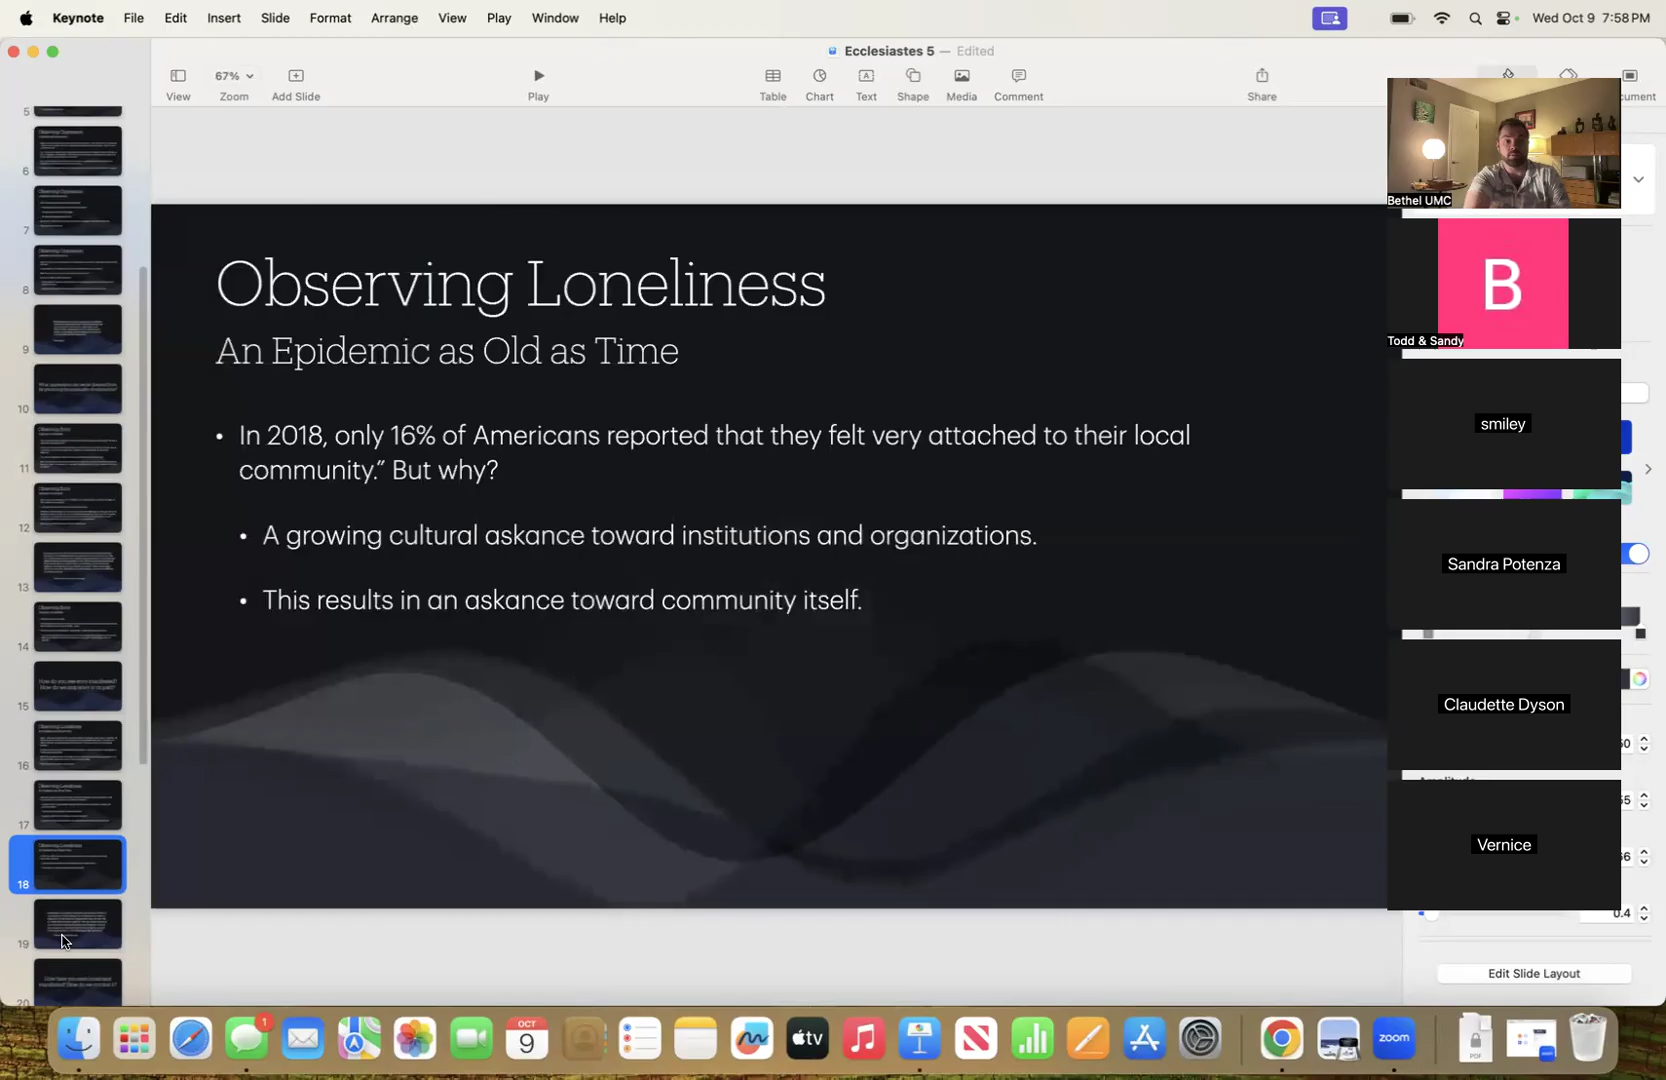 Keynote File Edit Insert Slide Format Arrange View Play Window Help
Wed Oct 9 7:58 PM
Ecclesiastes 5 — Edited
67%
View Zoom Add Slide Play Table Chart Text Shape Media Comment Share
Observing Loneliness
An Epidemic as Old as Time
• In 2018, only 16% of Americans reported that they felt very attached to their local
community.” But why?
• A growing cultural askance toward institutions and organizations.
• This results in an askance toward community itself.
5
6
7
8
9
10
11
12
13
14
15
16
17
18
19
20
Bethel UMC
B
Todd & Sandy
smiley
Sandra Potenza
Claudette Dyson
Vernice
0.4
Edit Slide Layout
1
OCT
9
tv
zoom
PDF